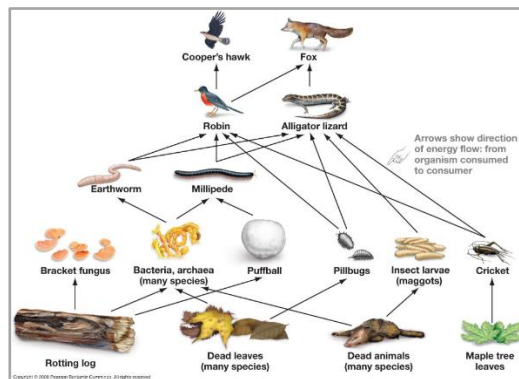 Cooper's hawk
Fox
Robin
Alligator lizard
Arrows show direction
of energy flow: from
organism consumed
to consumer
Earthworm
Millipede
Bracket fungus
Bacteria, archaea
(many species)
Puffball
Pillbugs
Insect larvae
(maggots)
Cricket
Rotting log
Dead leaves
(many species)
Dead animals
(many species)
Maple tree
leaves